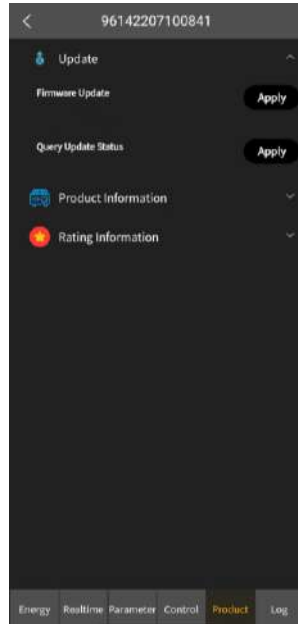 96142207100841
Update
Firmware Update
Apply
Query Update Status
Apply
Product Information
Rating Information
Energy Realtime Parameter Control Product Log